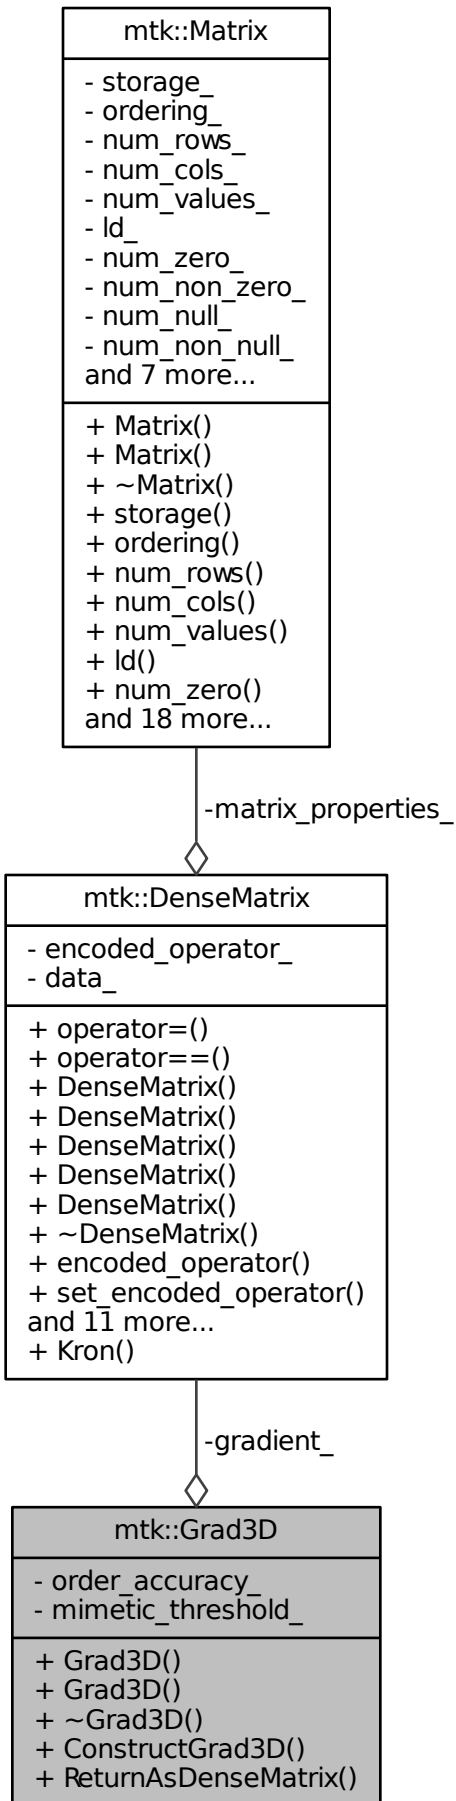 mtk::Matrix
- storage_
- ordering_
- num_rows_
- num_cols_
- num_values_
- ld_
- num_zero_
- num_non_zero_
- num_null_
- num_non_null_
and 7 more...
+ Matrix()
+ Matrix()
+ ~Matrix()
+ storage()
+ ordering()
+ num_rows()
+ num_cols()
+ num_values()
+ ld()
+ num_zero()
and 18 more...
-matrix_properties_
mtk::DenseMatrix
- encoded_operator_
- data_
+ operator=()
+ operator==()
+ DenseMatrix()
+ DenseMatrix()
+ DenseMatrix()
+ DenseMatrix()
+ DenseMatrix()
+ ~DenseMatrix()
+ encoded_operator()
+ set_encoded_operator()
and 11 more...
+ Kron()
-gradient_
mtk::Grad3D
- order_accuracy_
- mimetic_threshold_
+ Grad3D()
+ Grad3D()
+ ~Grad3D()
+ ConstructGrad3D()
+ ReturnAsDenseMatrix()